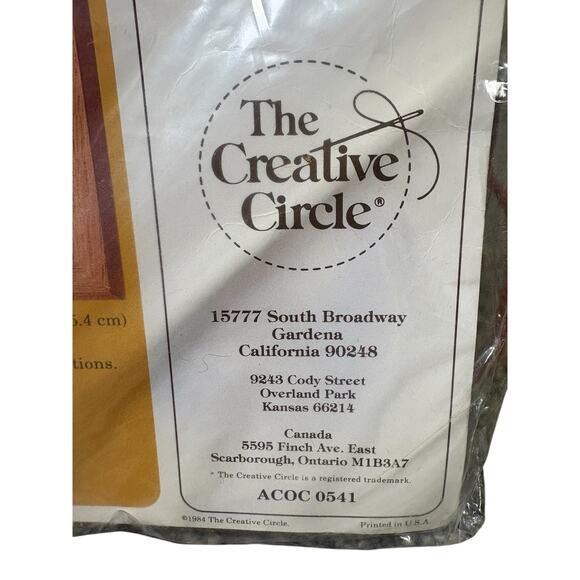 The
Creative
Circle®
15777 South Broadway
Gardena
California 90248
9243 Cody Street
Overland Park
Kansas 66214
Canada
5595 Finch Ave. East
Scarborough, Ontario M1B3A7
* The Creative Circle is a registered trademark.
ACOC 0541
©1984 The Creative Circle.
Printed in U.S.A.
5.4 cm)
tions.